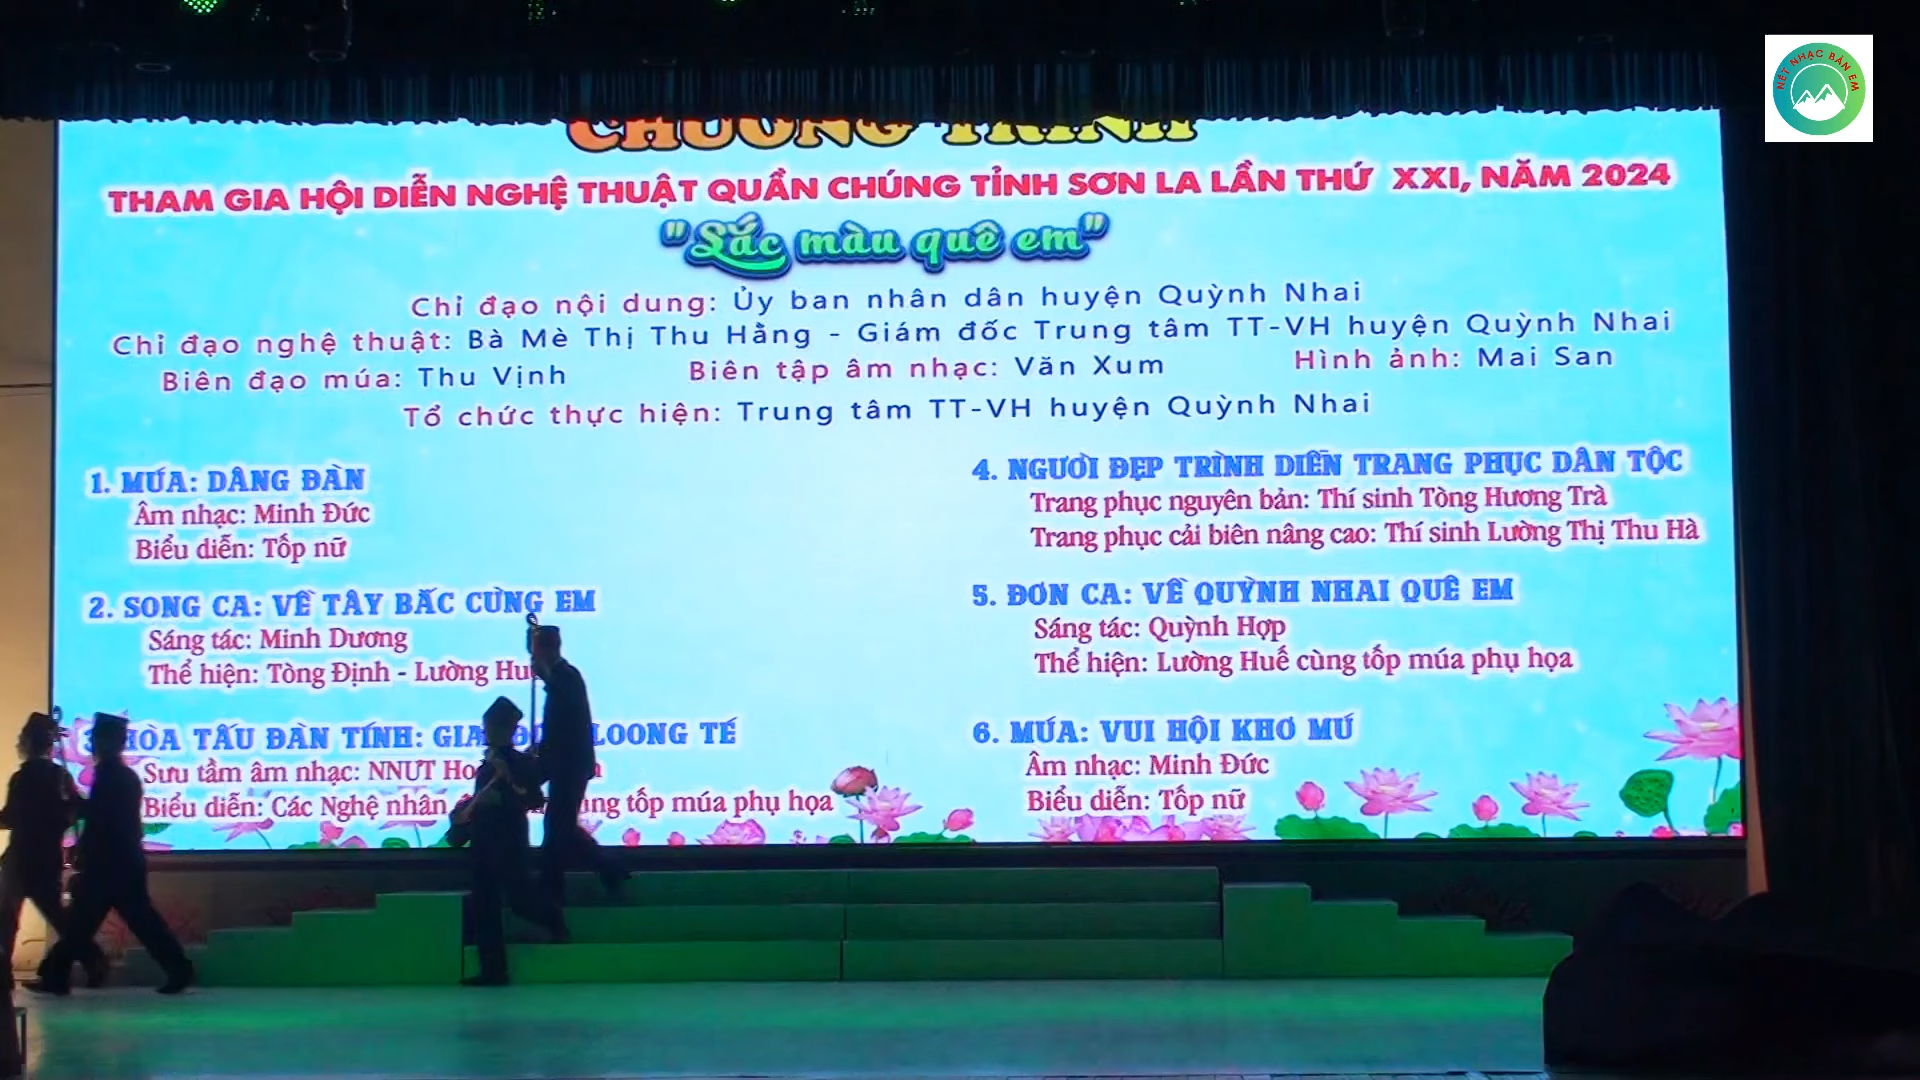 CHƯƠNG TRÌNH
THAM GIA HỘI DIỄN NGHỆ THUẬT QUẦN CHÚNG TỈNH SƠN LA LẦN THỨ XXI, NĂM 2024
"Sắc màu quê em"
Chỉ đạo nội dung: Ủy ban nhân dân huyện Quỳnh Nhai
Chỉ đạo nghệ thuật: Bà Mè Thị Thu Hằng - Giám đốc Trung tâm TT-VH huyện Quỳnh Nhai
Biên đạo múa: Thu Vịnh Biên tập âm nhạc: Văn Xum Hình ảnh: Mai San
Tổ chức thực hiện: Trung tâm TT-VH huyện Quỳnh Nhai
1. MÚA: DÂNG ĐÀN
Âm nhạc: Minh Đức
Biểu diễn: Tốp nữ
2. SONG CA: VỀ TÂY BẮC CÙNG EM
Sáng tác: Minh Dương
Thể hiện: Tòng Định - Lường
HÒA TẤU ĐÀN TÍNH: LOONG TÉ
Sưu tầm âm nhạc: NNƯT
Biểu diễn: Các Nghệ nhân tốp múa phụ họa
4. NGƯỜI ĐẸP TRÌNH DIỄN TRANG PHỤC DÂN TỘC
Trang phục nguyên bản: Thí sinh Tòng Hương Trà
Trang phục cải biên nâng cao: Thí sinh Lường Thị Thu Hà
5. ĐƠN CA: VỀ QUỲNH NHAI QUÊ EM
Sáng tác: Quỳnh Hợp
Thể hiện: Lường Huế cùng tốp múa phụ họa
6. MÚA: VUI HỘI KHƠ MÚ
Âm nhạc: Minh Đức
Biểu diễn: Tốp nữ
NÉT NHẠC BẢN EM